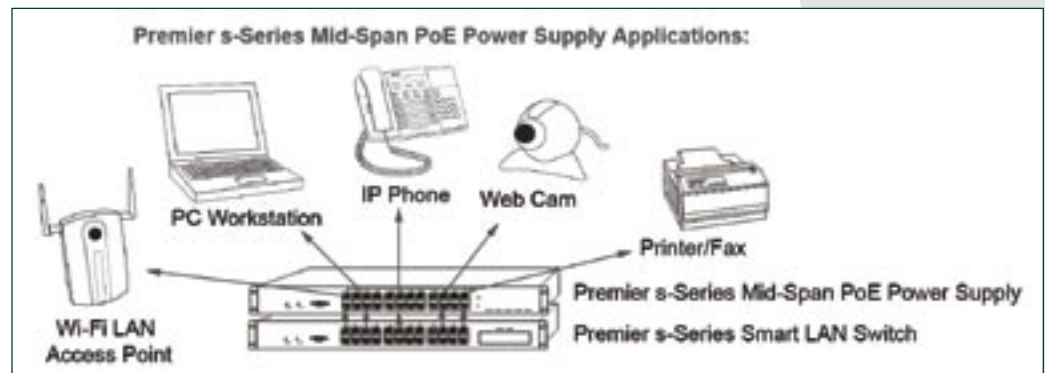 Premier s-Series Mid-Span PoE Power Supply Applications:
IP Phone
Web Cam
PC Workstation
Printer/Fax
Premier s-Series Mid-Span PoE Power Supply
Wi-Fi LAN
Access Point
Premier s-Series Smart LAN Switch